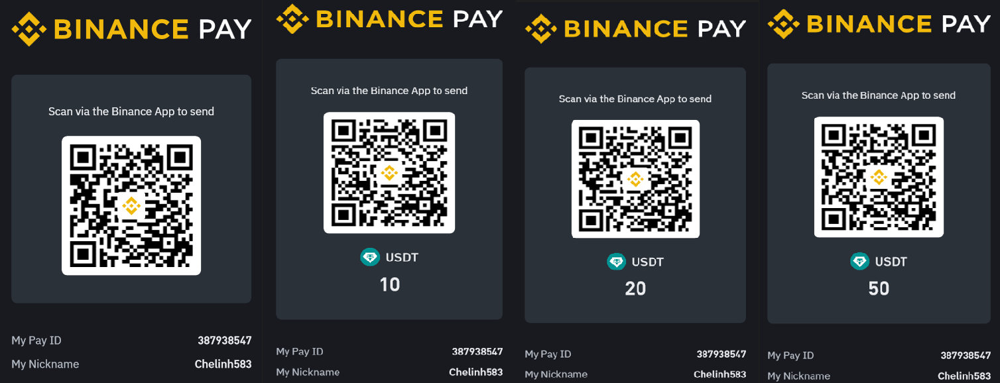 BINANCE PAY
Scan via the Binance App to send
My Pay ID 387938547
My Nickname Chelinh583
BINANCE PAY
Scan via the Binance App to send
USDT
10
My Pay ID 387938547
My Nickname Chelinh583
BINANCE PAY
Scan via the Binance App to send
USDT
20
My Pay ID 387938547
My Nickname Chelinh583
BINANCE PAY
Scan via the Binance App to send
USDT
50
My Pay ID 387938547
My Nickname Chelinh583